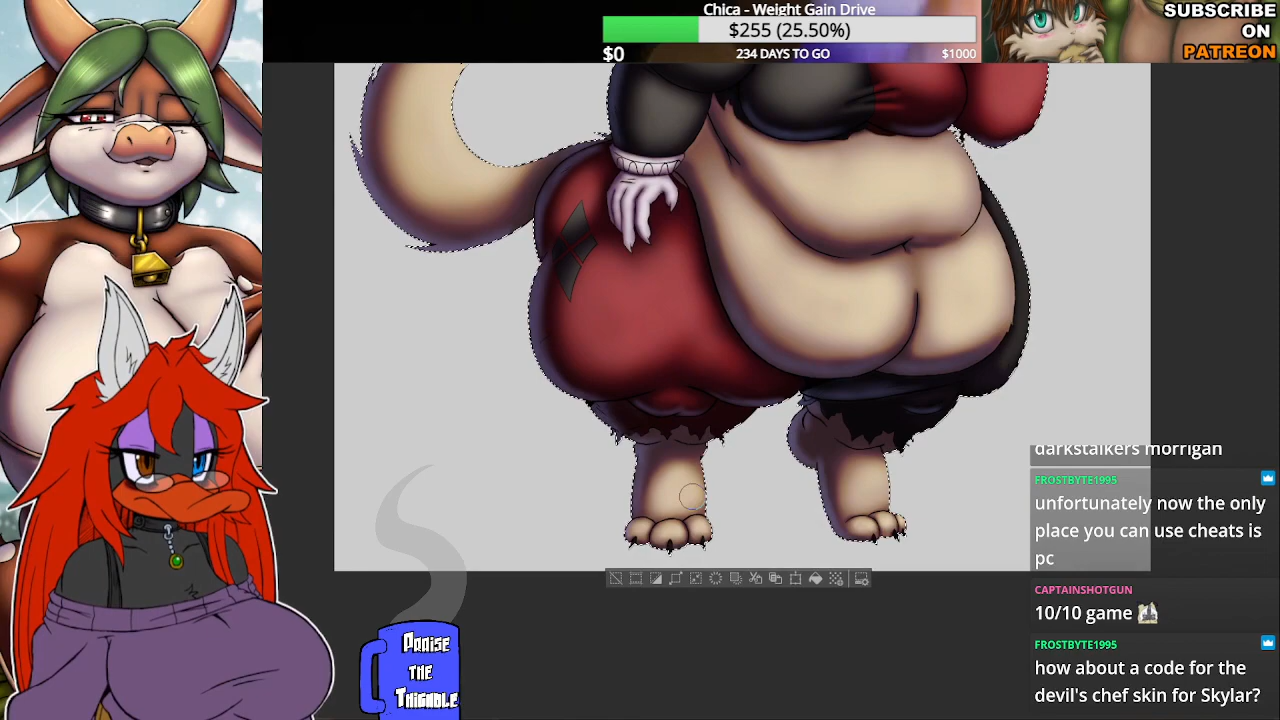 Chica - Weight Gain Drive
$255 (25.50%)
$0
234 DAYS TO GO
$1000
SUBSCRIBE
ON
PATREON
darkstalkers morrigan
FROSTBYTE1995
unfortunately now the only
place you can use cheats is
pc
CAPTAINSHOTGUN
10/10 game
FROSTBYTE1995
how about a code for the
devil's chef skin for Skylar?
PRAISE
THE
THIGHDLE